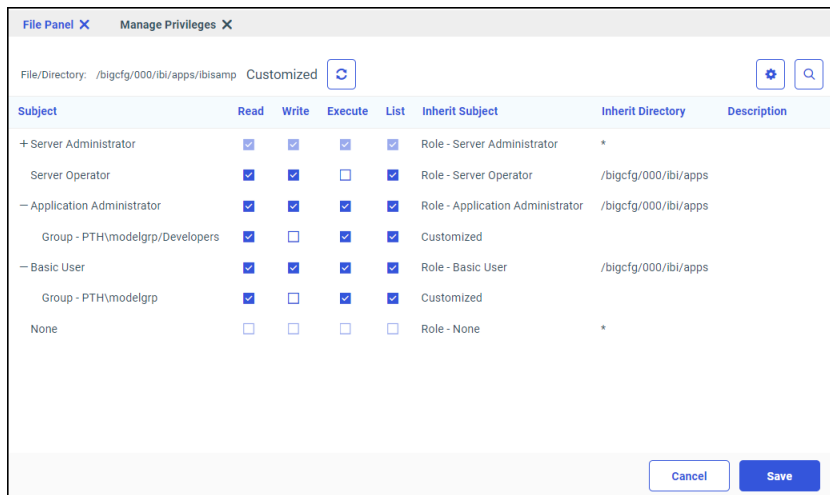 File Panel Manage Privileges
File/Directory: /bigcfg/000/ibi/apps/ibisamp Customized
Subject Read Write Execute List Inherit Subject Inherit Directory Description
Server Administrator Role - Server Administrator *
Server Operator Role - Server Operator /bigcfg/000/ibi/apps
Application Administrator Role - Application Administrator /bigcfg/000/ibi/apps
Group - PTH\modelgrp/Developers Customized
Basic User Role - Basic User /bigcfg/000/ibi/apps
Group - PTH\modelgrp Customized
None Role - None *
Cancel Save